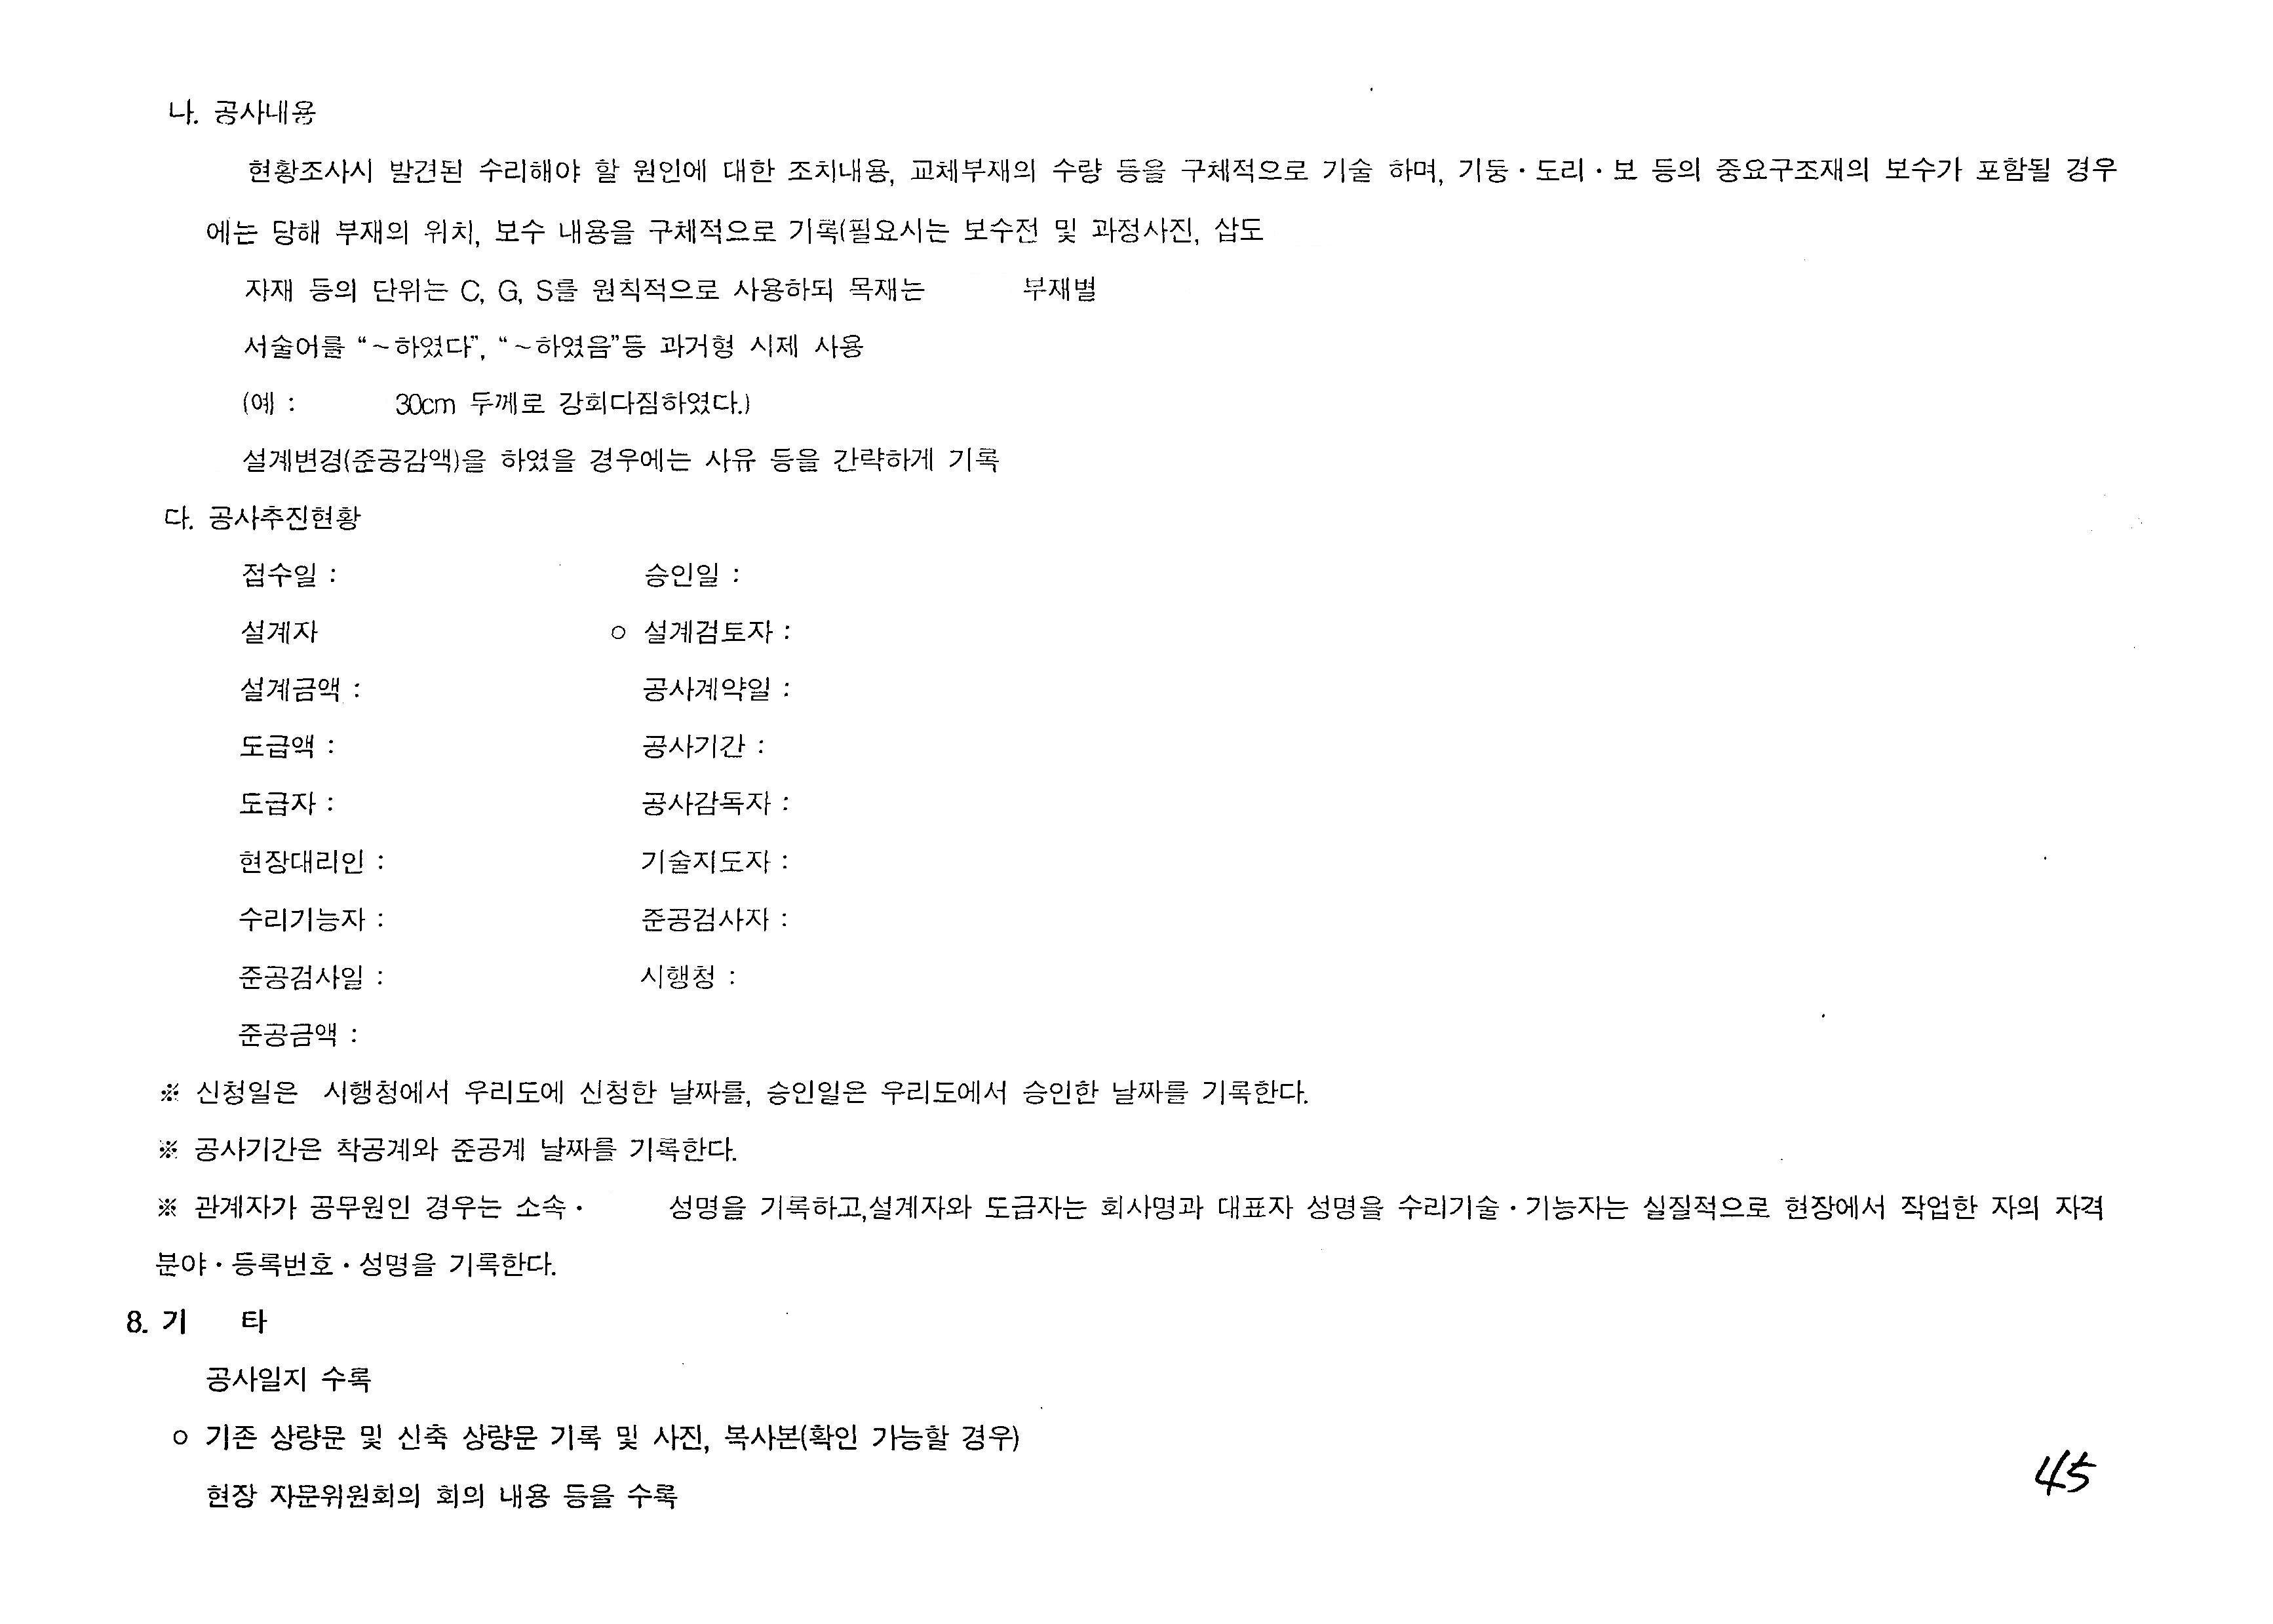 나. 공사내용
현황조사시 발견된 수리해야 할 원인에 대한 조치내용, 교체부재의 수량 등을 구체적으로 기술 하며, 기둥·도리·보 등의 중요구조재의 보수가 포함될 경우
에는 당해 부재의 위치, 보수 내용을 구체적으로 기록(필요시는 보수전 및 과정사진, 삽도
자재 등의 단위는 C, G, S를 원칙적으로 사용하되 목재는 부재별
서술어를 “~하였다”, “~하였음”등 과거형 시제 사용
(예 : 30cm 두께로 강회다짐하였다.)
설계변경(준공감액)을 하였을 경우에는 사유 등을 간략하게 기록
다. 공사추진현황
접수일 : 승인일 :
설계자 ○ 설계검토자 :
설계금액 : 공사계약일 :
도급액 : 공사기간 :
도급자 : 공사감독자 :
현장대리인 : 기술지도자 :
수리기능자 : 준공검사자 :
준공검사일 : 시행청 :
준공금액 :
※ 신청일은 시행청에서 우리도에 신청한 날짜를, 승인일은 우리도에서 승인한 날짜를 기록한다.
※ 공사기간은 착공계와 준공계 날짜를 기록한다.
※ 관계자가 공무원인 경우는 소속· 성명을 기록하고,설계자와 도급자는 회사명과 대표자 성명을 수리기술·기능자는 실질적으로 현장에서 작업한 자의 자격
분야·등록번호·성명을 기록한다.
8. 기 타
공사일지 수록
○ 기존 상량문 및 신축 상량문 기록 및 사진, 복사본(확인 가능할 경우)
현장 자문위원회의 회의 내용 등을 수록
45